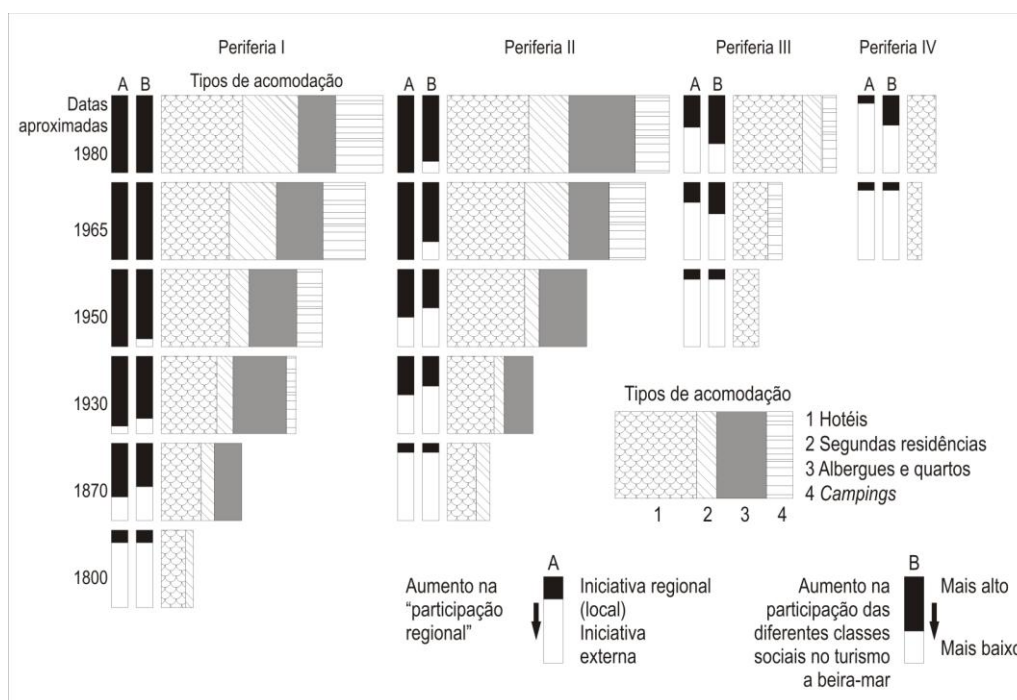 Periferia I
Periferia II
Periferia III
Periferia IV
A B
Tipos de acomodação
A B
A B
A B
Datas
aproximadas
1980
1965
1950
1930
1870
1800
Tipos de acomodação
1 Hotéis
2 Segundas residências
3 Albergues e quartos
4 Campings
1 2 3 4
A
Aumento na
“participação
regional”
Iniciativa regional
(local)
Iniciativa
externa
B
Aumento na
participação das
diferentes classes
sociais no turismo
a beira-mar
Mais alto
Mais baixo